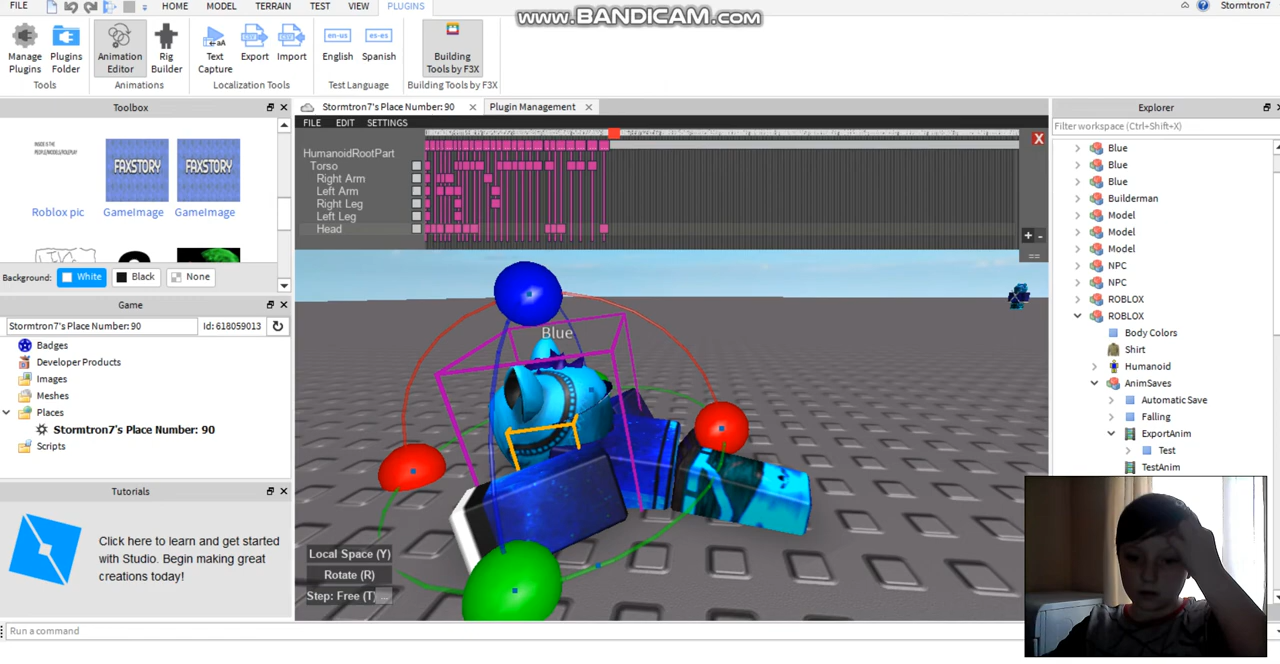 www.BANDICAM.com
FILE HOME MODEL TERRAIN TEST VIEW PLUGINS Stormtron7
Manage Plugins
Plugins Folder
Animation Editor
Rig Builder
Text Capture
Export
Import
en-us
English
es-es
Spanish
Building Tools by F3X
Tools
Animations
Localization Tools
Test Language
Building Tools by F3X
Toolbox
INSIDE IS THE
Roblox pic
FAXSTORY
GameImage
FAXSTORY
GameImage
Background: White Black None
Game
Stormtron7's Place Number: 90 Id: 618059013
Badges
Developer Products
Images
Meshes
Places
Stormtron7's Place Number: 90
Scripts
Tutorials
Click here to learn and get started
with Studio. Begin making great
creations today!
Stormtron7's Place Number: 90 Plugin Management
FILE EDIT SETTINGS
X
HumanoidRootPart
Torso
Right Arm
Left Arm
Right Leg
Left Leg
Head
+ -
==
Blue
Local Space (Y)
Rotate (R)
Step: Free (T) ...
Explorer
Filter workspace (Ctrl+Shift+X)
Blue
Blue
Blue
Builderman
Model
Model
Model
NPC
NPC
ROBLOX
ROBLOX
Body Colors
Shirt
Humanoid
AnimSaves
Automatic Save
Falling
ExportAnim
Test
TestAnim
Run a command